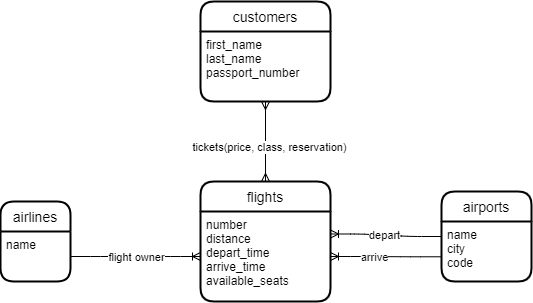 customers
first_name
last_name
passport_number
tickets(price, class, reservation)
flights
number
distance
depart_time
arrive_time
available_seats
airlines
name
flight owner
airports
name
city
code
depart
arrive